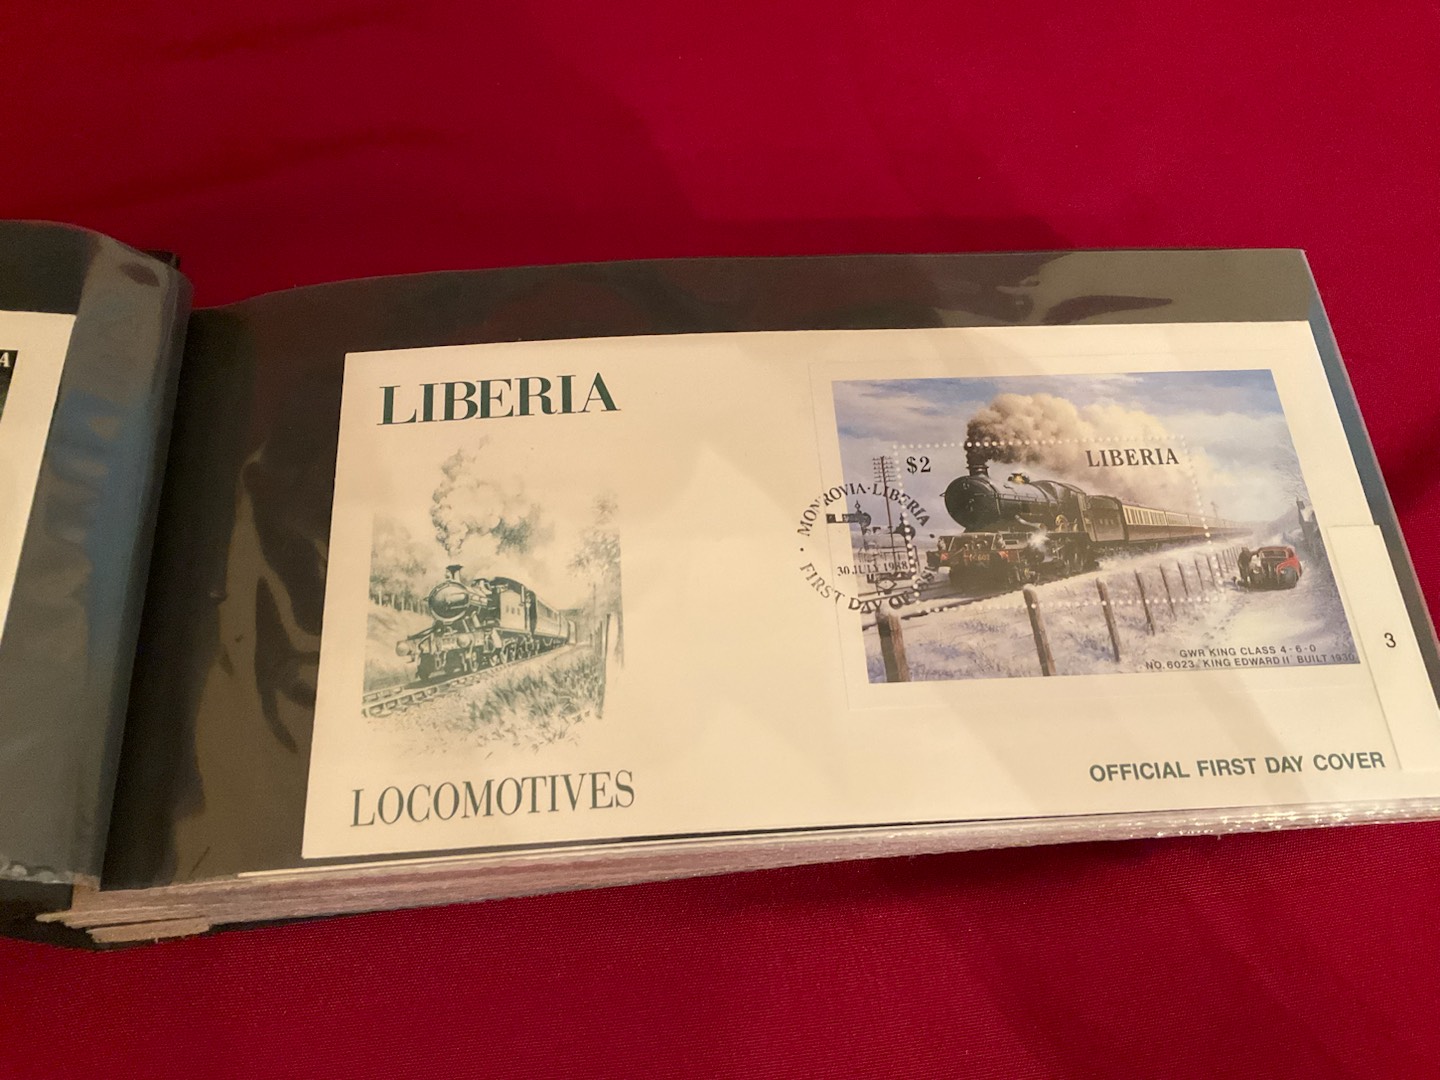 A
LIBERIA
LOCOMOTIVES
$2
LIBERIA
MONROVIA·LIBERIA
30 JULY 1988
FIRST DAY OF
GWR KING CLASS 4-6-0
NO. 6023 'KING EDWARD II' BUILT 1930
3
OFFICIAL FIRST DAY COVER